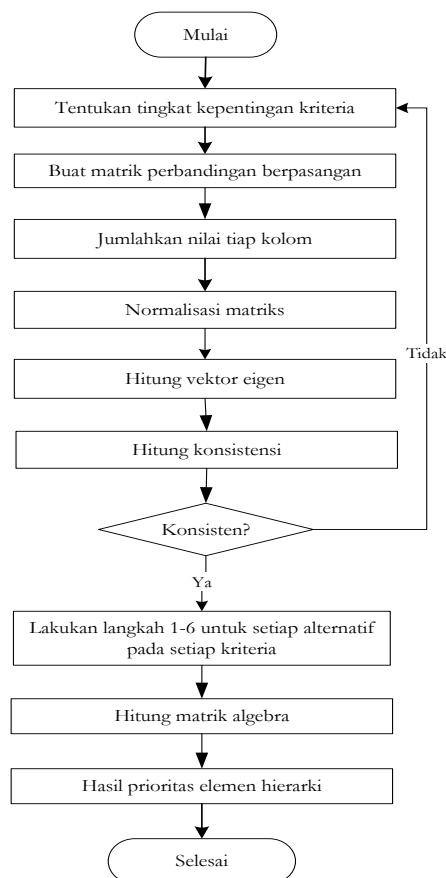 Mulai
Tentukan tingkat kepentingan kriteria
Buat matrik perbandingan berpasangan
Jumlahkan nilai tiap kolom
Normalisasi matriks
Tidak
Hitung vektor eigen
Hitung konsistensi
Konsisten?
Ya
Lakukan langkah 1-6 untuk setiap alternatif
pada setiap kriteria
Hitung matrik algebra
Hasil prioritas elemen hierarki
Selesai